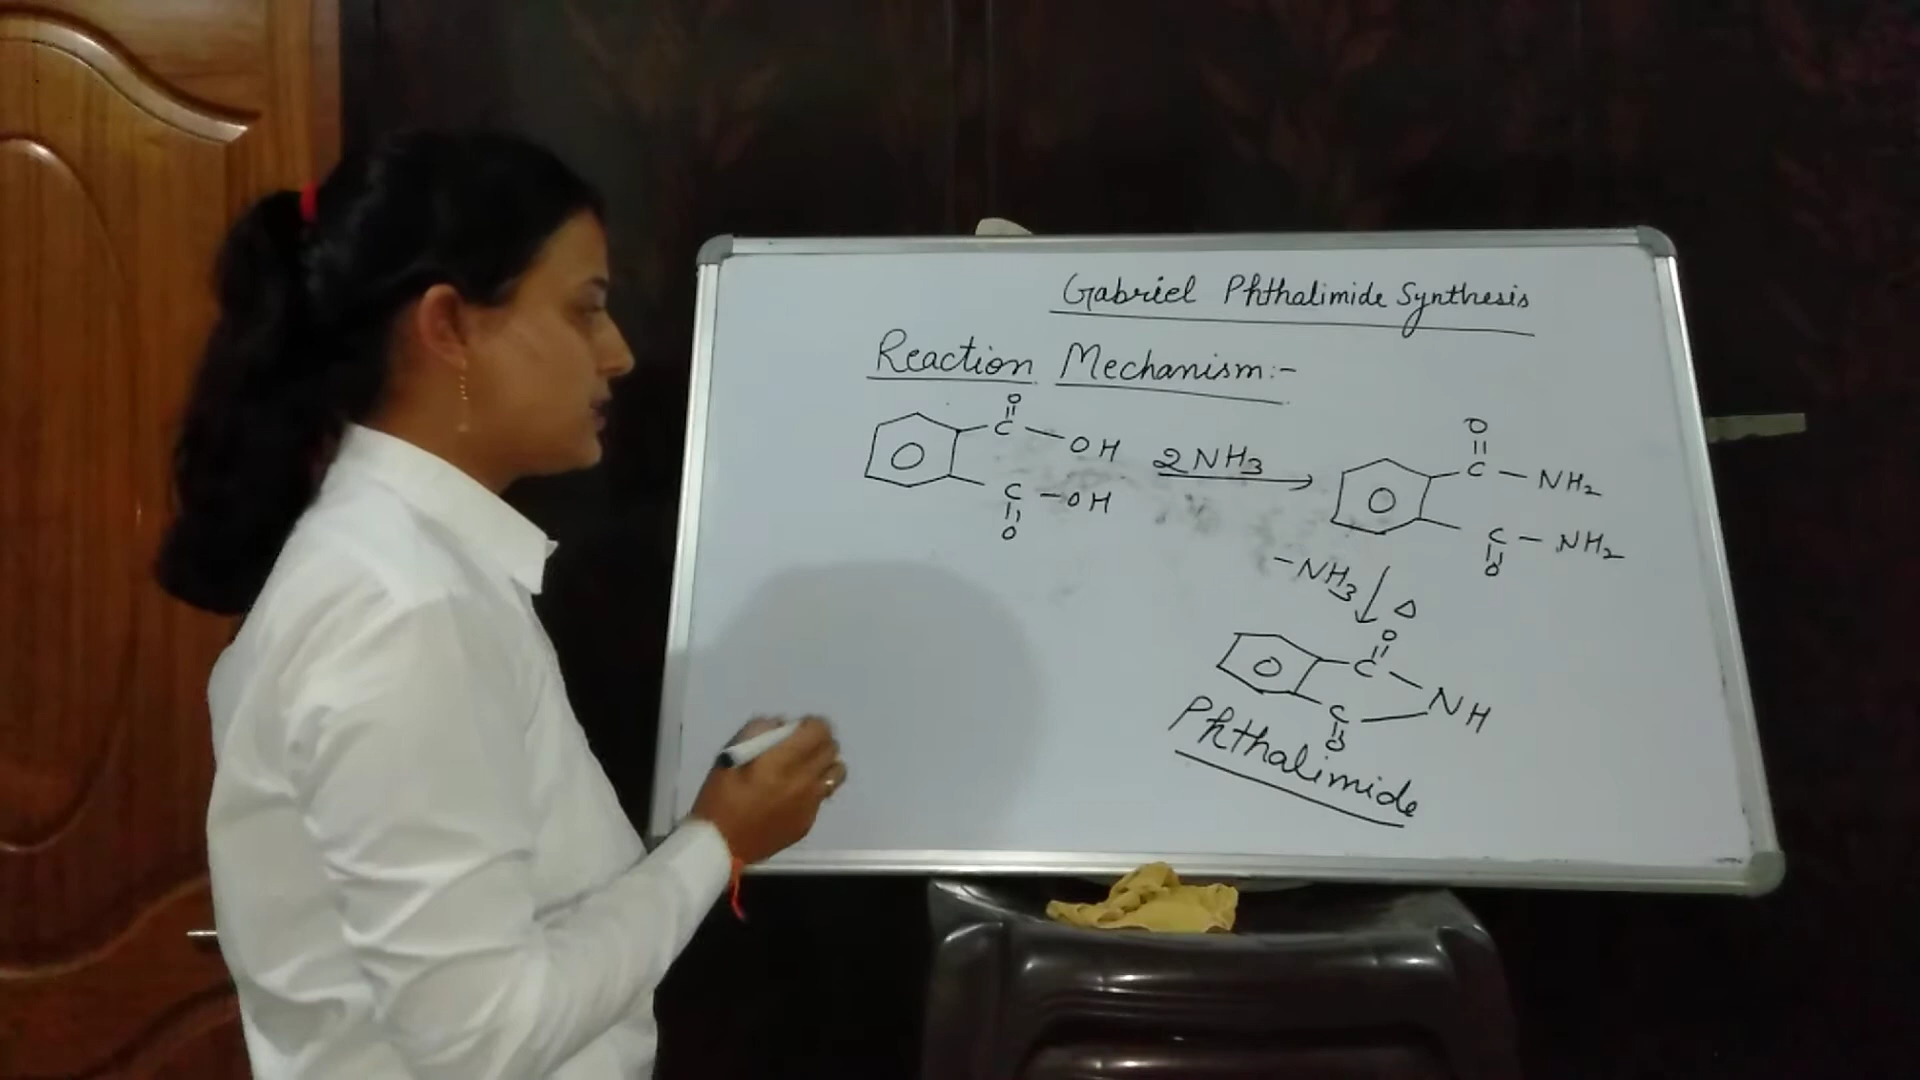 Gabriel Phthalimide Synthesis
Reaction Mechanism:-
O
||
C - OH
C - OH
||
O
2NH3
O
||
C - NH2
C - NH2
||
O
-NH3 Δ
O
||
C
NH
C
||
O
Phthalimide